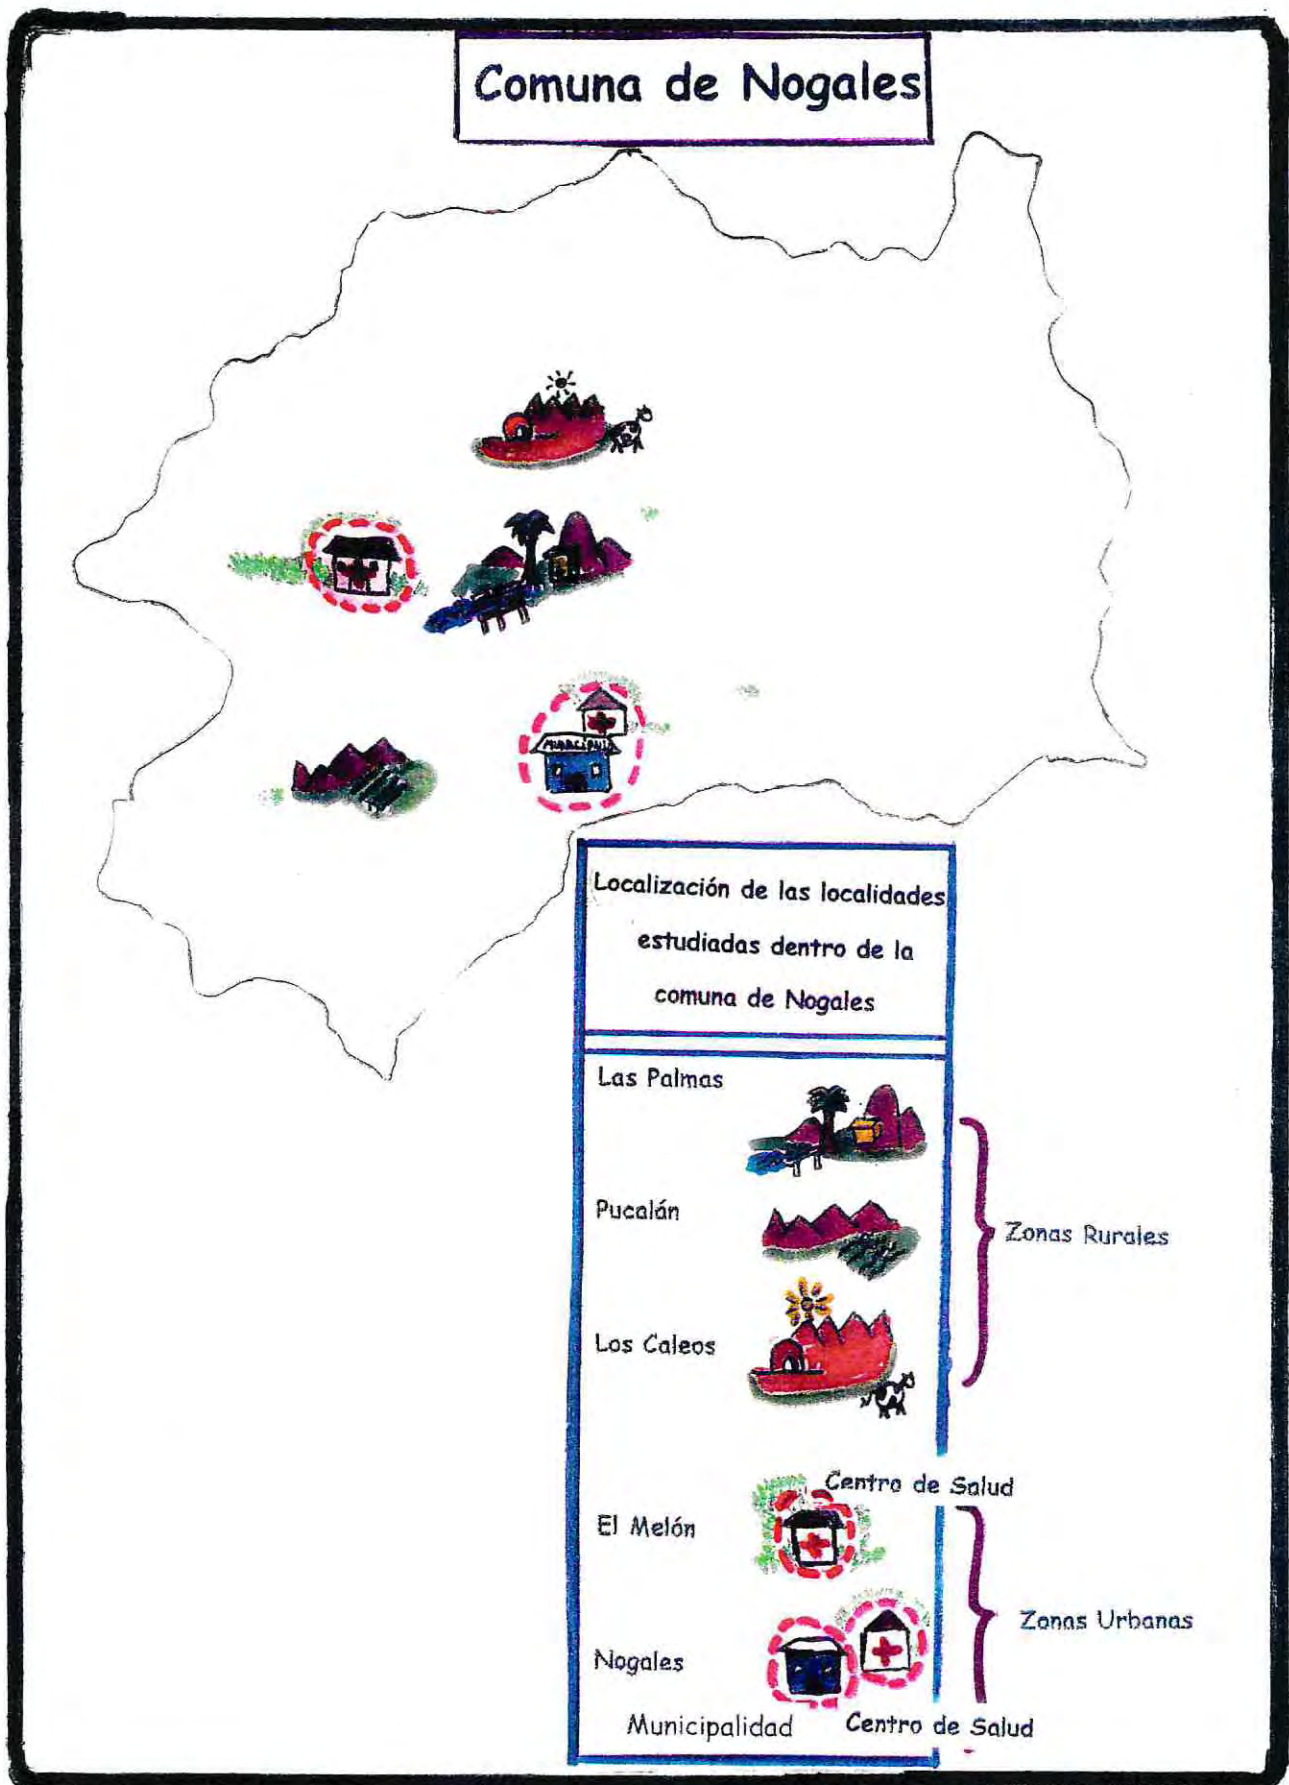 Comuna de Nogales
Localización de las localidades
estudiadas dentro de la
comuna de Nogales
Las Palmas
Pucalán
Zonas Rurales
Los Caleos
Centro de Salud
El Melón
Zonas Urbanas
Nogales
Municipalidad Centro de Salud